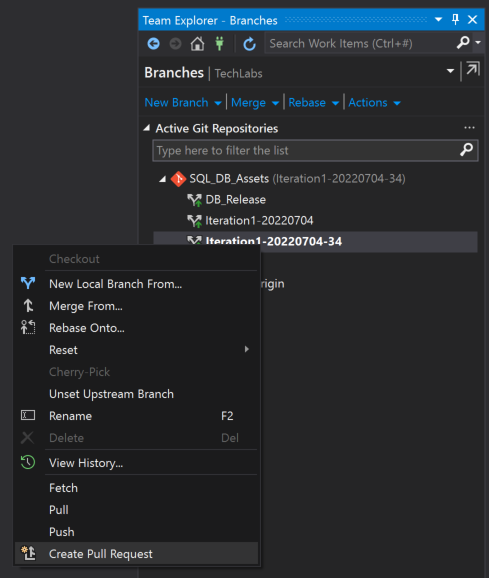 Team Explorer - Branches
Search Work Items (Ctrl+#)
Branches | TechLabs
New Branch Merge Rebase Actions
Active Git Repositories
Type here to filter the list
SQL_DB_Assets (Iteration1-20220704-34)
DB_Release
Iteration1-20220704
Iteration1-20220704-34
rigin
Checkout
New Local Branch From...
Merge From...
Rebase Onto...
Reset
Cherry-Pick
Unset Upstream Branch
Rename F2
Delete Del
View History...
Fetch
Pull
Push
Create Pull Request